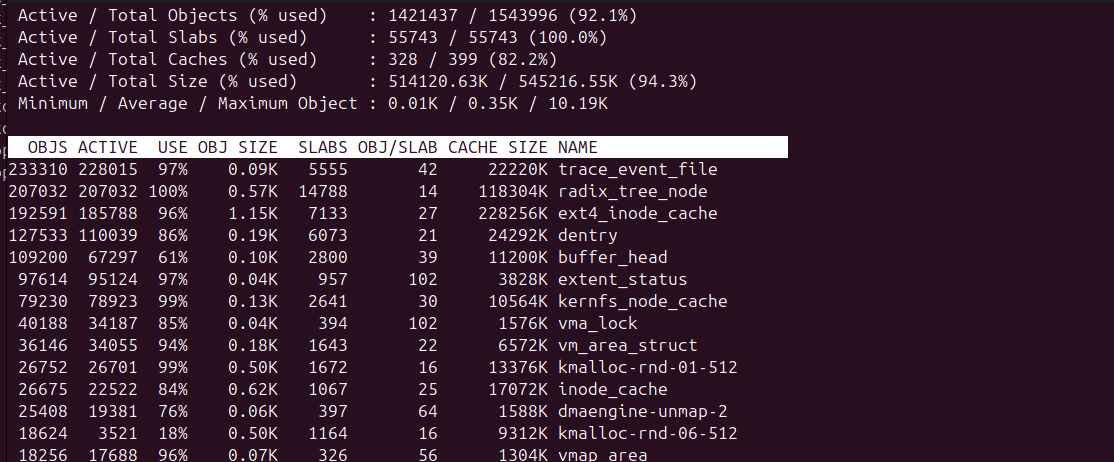 Active / Total Objects (% used)    : 1421437 / 1543996 (92.1%)
Active / Total Slabs (% used)      : 55743 / 55743 (100.0%)
Active / Total Caches (% used)     : 328 / 399 (82.2%)
Active / Total Size (% used)       : 514120.63K / 545216.55K (94.3%)
Minimum / Average / Maximum Object : 0.01K / 0.35K / 10.19K
OBJS ACTIVE  USE OBJ SIZE  SLABS OBJ/SLAB CACHE SIZE NAME
233310 228015  97%    0.09K   5555       42     22220K trace_event_file
207032 207032 100%    0.57K  14788       14    118304K radix_tree_node
192591 185788  96%    1.15K   7133       27    228256K ext4_inode_cache
127533 110039  86%    0.19K   6073       21     24292K dentry
109200  67297  61%    0.10K   2800       39     11200K buffer_head
97614  95124  97%    0.04K    957      102      3828K extent_status
79230  78923  99%    0.13K   2641       30     10564K kernfs_node_cache
40188  34187  85%    0.04K    394      102      1576K vma_lock
36146  34055  94%    0.18K   1643       22      6572K vm_area_struct
26752  26701  99%    0.50K   1672       16     13376K kmalloc-rnd-01-512
26675  22522  84%    0.62K   1067       25     17072K inode_cache
25408  19381  76%    0.06K    397       64      1588K dmaengine-unmap-2
18624   3521  18%    0.50K   1164       16      9312K kmalloc-rnd-06-512
18256  17688  96%    0.07K    326       56      1304K vmap_area